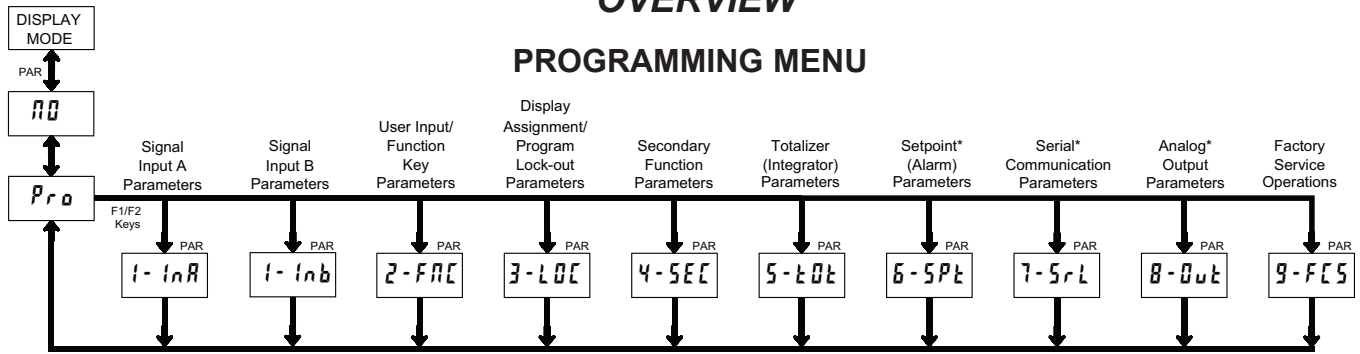 OVERVIEW
PROGRAMMING MENU
DISPLAY
MODE
PAR
NO
Pro
F1/F2
Keys
Signal
Input A
Parameters
Signal
Input B
Parameters
User Input/
Function
Key
Parameters
Display
Assignment/
Program
Lock-out
Parameters
Secondary
Function
Parameters
Totalizer
(Integrator)
Parameters
Setpoint*
(Alarm)
Parameters
Serial*
Communication
Parameters
Analog*
Output
Parameters
Factory
Service
Operations
PAR
1-InA
PAR
1-Inb
PAR
2-FNC
PAR
3-LOC
PAR
4-SEC
PAR
5-tOt
PAR
6-SPt
PAR
7-SrL
PAR
8-Out
PAR
9-FCS